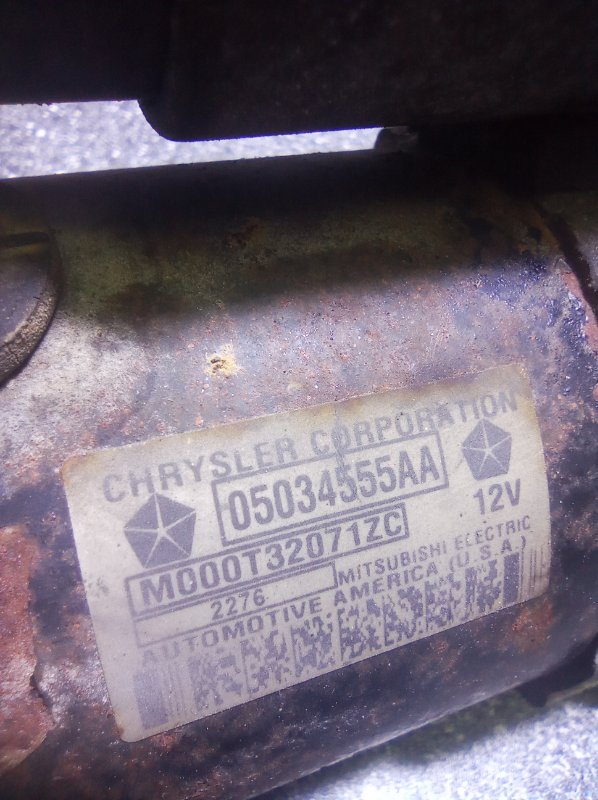 CHRYSLER CORPORATION
05034555AA
12V
M000T32071ZC
2276
MITSUBISHI ELECTRIC
AUTOMOTIVE AMERICA (U.S.A.)